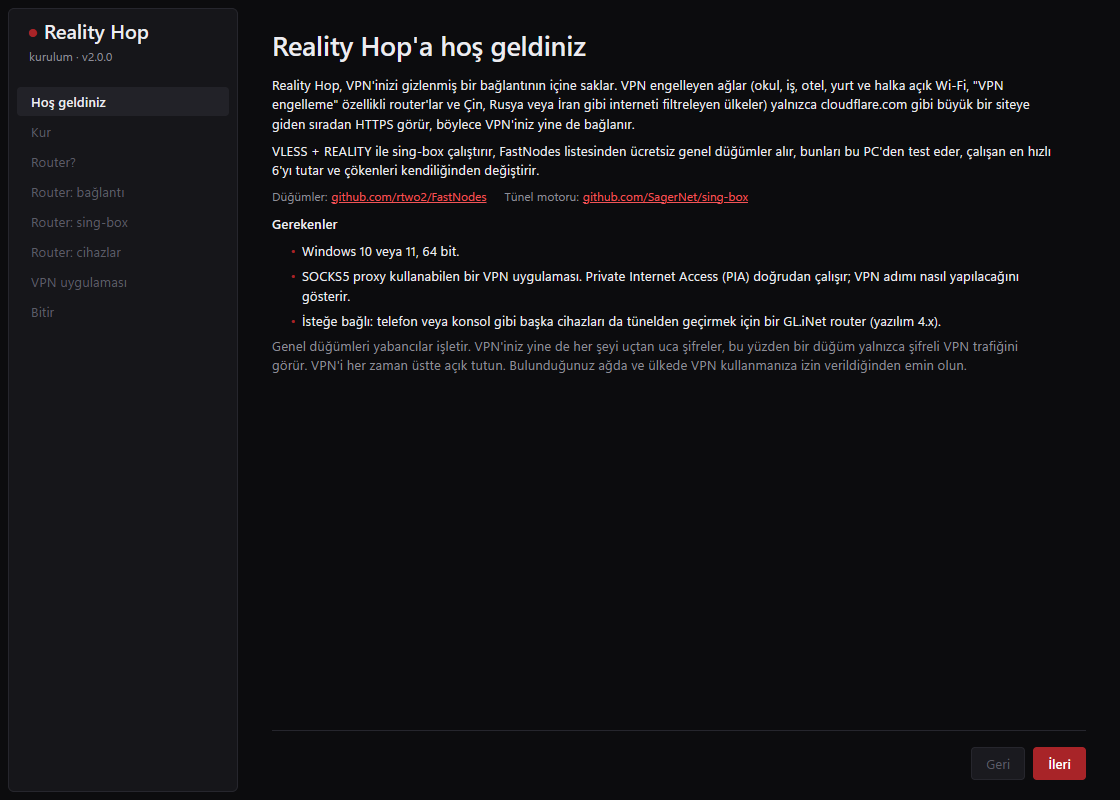 Reality Hop
kurulum · v2.0.0
Hoş geldiniz
Kur
Router?
Router: bağlantı
Router: sing-box
Router: cihazlar
VPN uygulaması
Bitir
Reality Hop'a hoş geldiniz
Reality Hop, VPN'inizi gizlenmiş bir bağlantının içine saklar. VPN engelleyen ağlar (okul, iş, otel, yurt ve halka açık Wi-Fi, "VPN
engelleme" özellikli router'lar ve Çin, Rusya veya İran gibi interneti filtreleyen ülkeler) yalnızca cloudflare.com gibi büyük bir siteye
giden sıradan HTTPS görür, böylece VPN'iniz yine de bağlanır.
VLESS + REALITY ile sing-box çalıştırır, FastNodes listesinden ücretsiz genel düğümler alır, bunları bu PC'den test eder, çalışan en hızlı
6'yı tutar ve çökenleri kendiliğinden değiştirir.
Düğümler: github.com/rtwo2/FastNodes Tünel motoru: github.com/SagerNet/sing-box
Gerekenler
• Windows 10 veya 11, 64 bit.
• SOCKS5 proxy kullanabilen bir VPN uygulaması. Private Internet Access (PIA) doğrudan çalışır; VPN adımı nasıl yapılacağını
gösterir.
• İsteğe bağlı: telefon veya konsol gibi başka cihazları da tünelden geçirmek için bir GL.iNet router (yazılım 4.x).
Genel düğümleri yabancılar işletir. VPN'iniz yine de her şeyi uçtan uca şifreler, bu yüzden bir düğüm yalnızca şifreli VPN trafiğini
görür. VPN'i her zaman üstte açık tutun. Bulunduğunuz ağda ve ülkede VPN kullanmanıza izin verildiğinden emin olun.
Geri
İleri